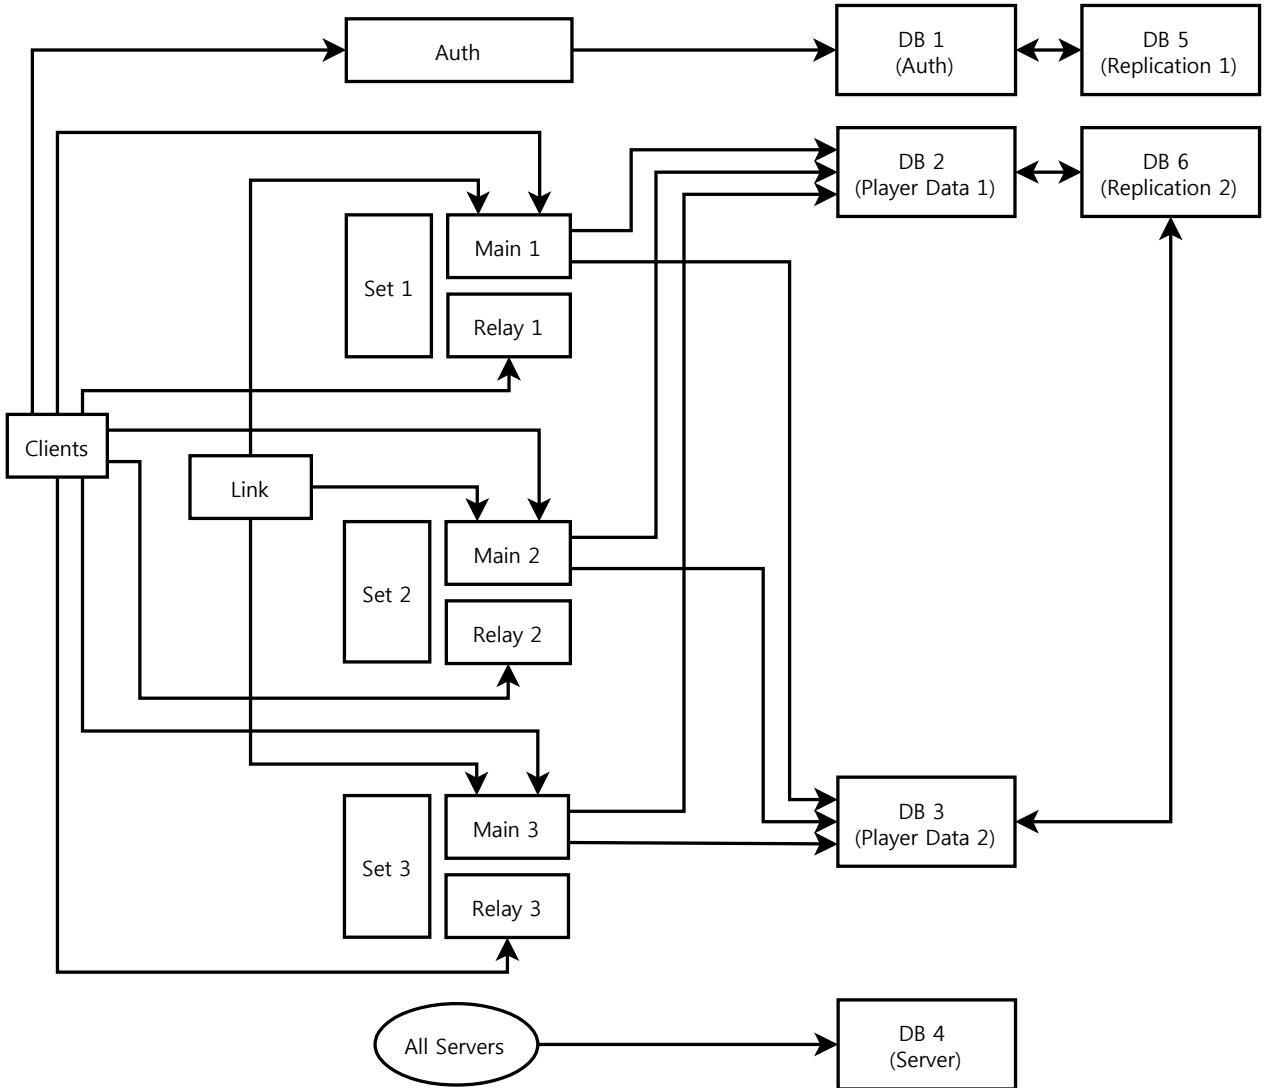 Auth
DB 1
(Auth)
DB 5
(Replication 1)
DB 2
(Player Data 1)
DB 6
(Replication 2)
Main 1
Set 1
Relay 1
Clients
Link
Main 2
Set 2
Relay 2
Main 3
Set 3
Relay 3
DB 3
(Player Data 2)
All Servers
DB 4
(Server)